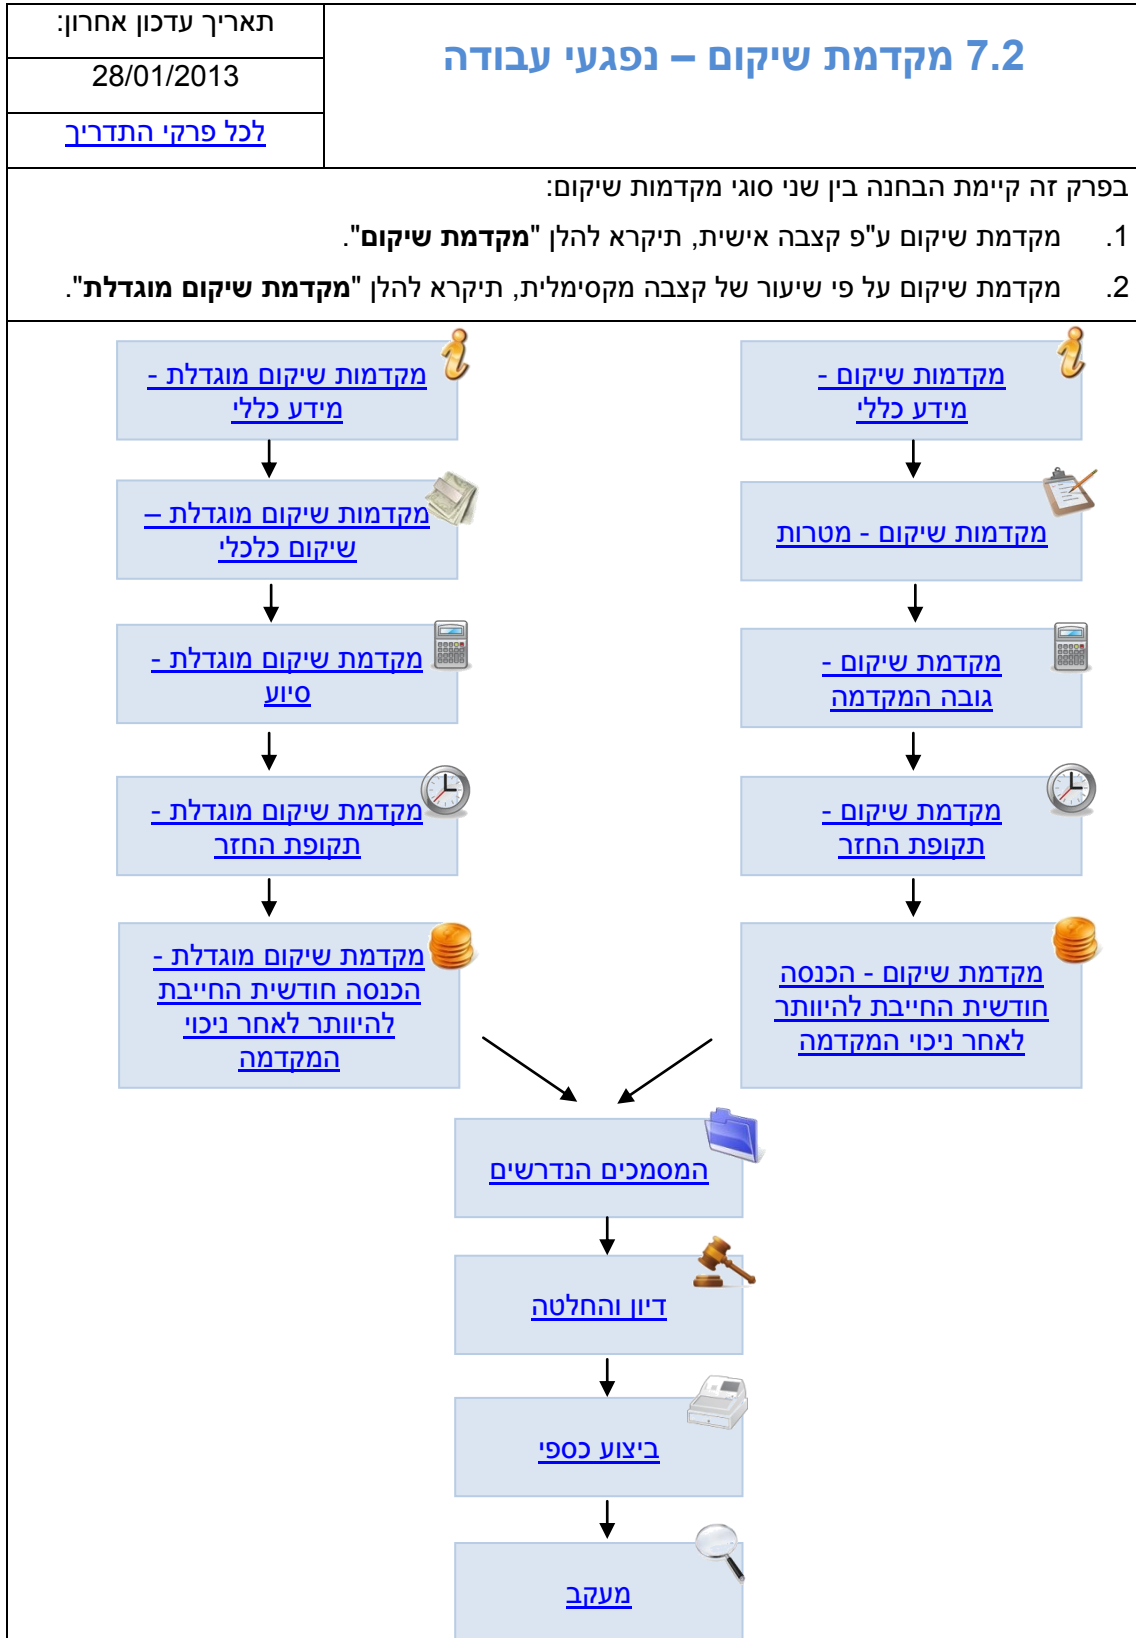 7.2 מקדמת שיקום – נפגעי עבודה
תאריך עדכון אחרון:
28/01/2013
לכל פרקי התדריך
בפרק זה קיימת הבחנה בין שני סוגי מקדמות שיקום:
1. מקדמת שיקום ע"פ קצבה אישית, תיקרא להלן "מקדמת שיקום".
2. מקדמת שיקום על פי שיעור של קצבה מקסימלית, תיקרא להלן "מקדמת שיקום מוגדלת".
מקדמות שיקום -
מידע כללי
מקדמות שיקום - מטרות
מקדמת שיקום -
גובה המקדמה
מקדמת שיקום -
תקופת החזר
מקדמת שיקום - הכנסה
חודשית החייבת להיוותר
לאחר ניכוי המקדמה
מקדמות שיקום מוגדלת -
מידע כללי
מקדמות שיקום מוגדלת –
שיקום כלכלי
מקדמת שיקום מוגדלת -
סיוע
מקדמת שיקום מוגדלת -
תקופת החזר
מקדמת שיקום מוגדלת -
הכנסה חודשית החייבת
להיוותר לאחר ניכוי
המקדמה
המסמכים הנדרשים
דיון והחלטה
ביצוע כספי
מעקב